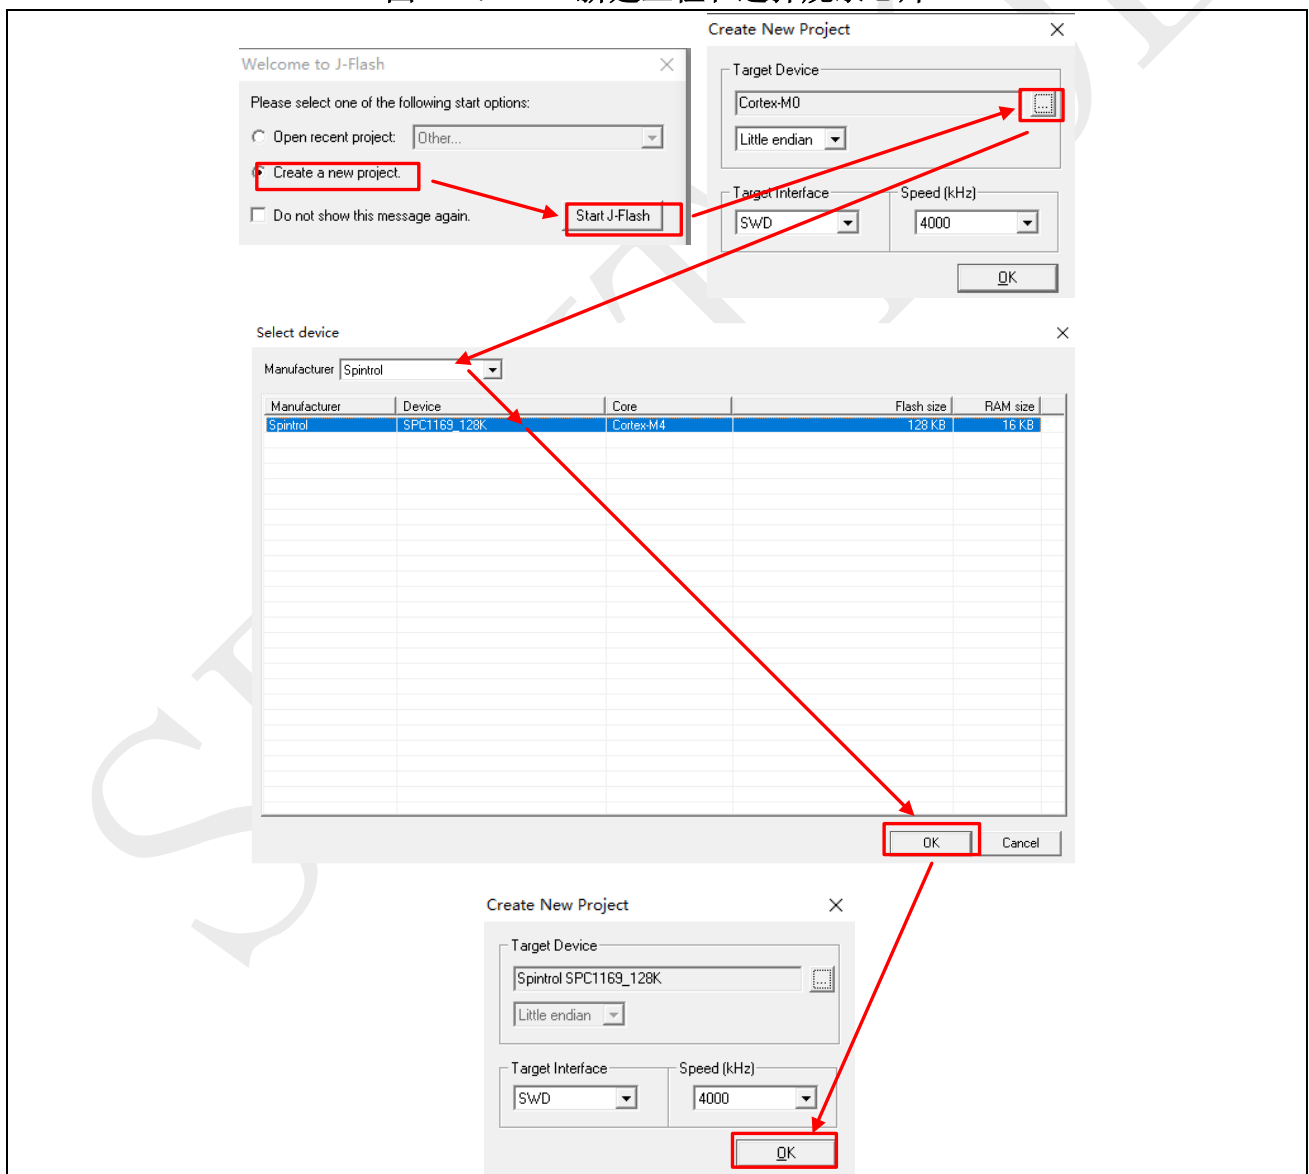 Create New Project
Target Device
Cortex-M0
...
Little endian
Target Interface
Speed (kHz)
SWD
4000
OK
Welcome to J-Flash
Please select one of the following start options:
Open recent project:
Other...
Create a new project.
Do not show this message again.
Start J-Flash
Select device
Manufacturer Spintrol
Manufacturer Device Core Flash size RAM size
Spintrol SPC1169_128K Cortex-M4 128 KB 16 KB
OK Cancel
Create New Project
Target Device
Spintrol SPC1169_128K
...
Little endian
Target Interface
Speed (kHz)
SWD
4000
OK